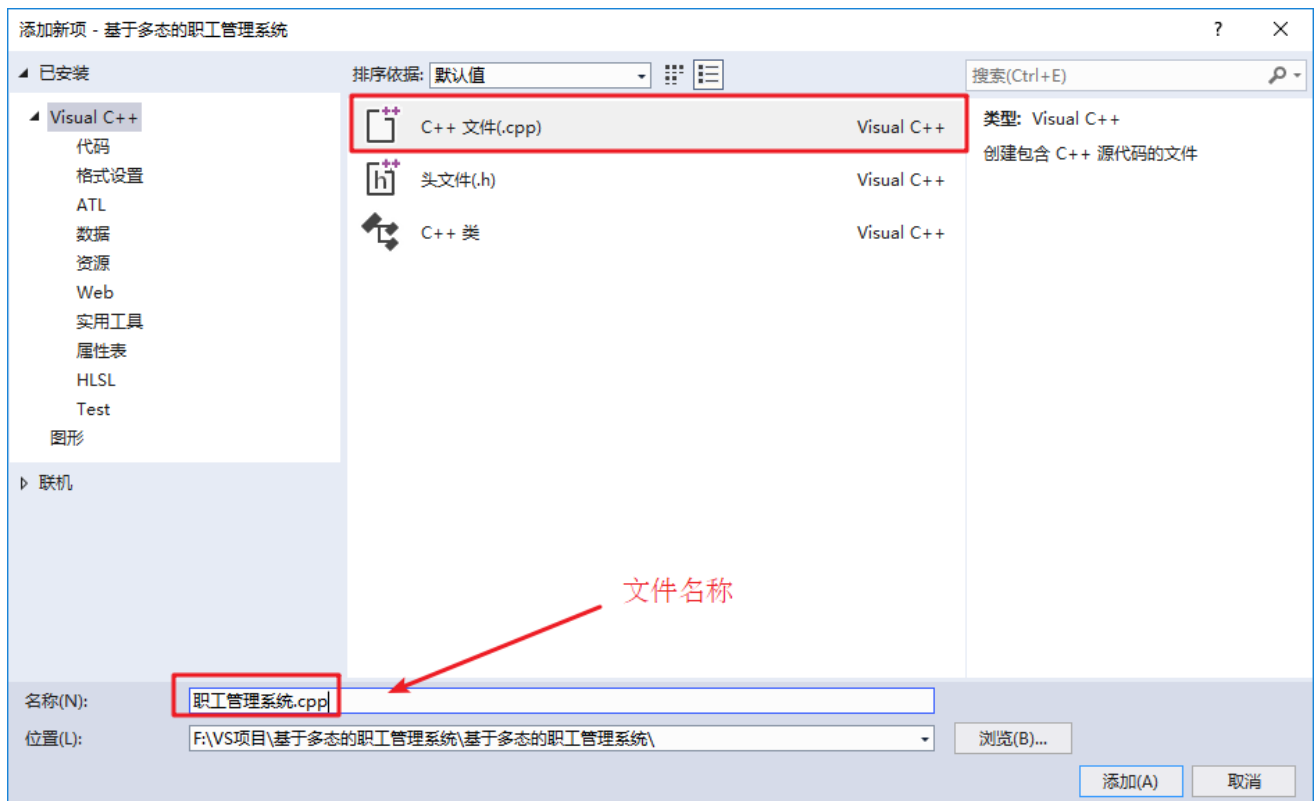 添加新项 - 基于多态的职工管理系统
?
已安装
排序依据: 默认值
搜索(Ctrl+E)
Visual C++
代码
格式设置
ATL
数据
资源
Web
实用工具
属性表
HLSL
Test
图形
联机
C++ 文件(.cpp) Visual C++
头文件(.h) Visual C++
C++ 类 Visual C++
类型: Visual C++
创建包含 C++ 源代码的文件
文件名称
名称(N): 职工管理系统.cpp
位置(L): F:\VS项目\基于多态的职工管理系统\基于多态的职工管理系统\ 浏览(B)...
添加(A) 取消